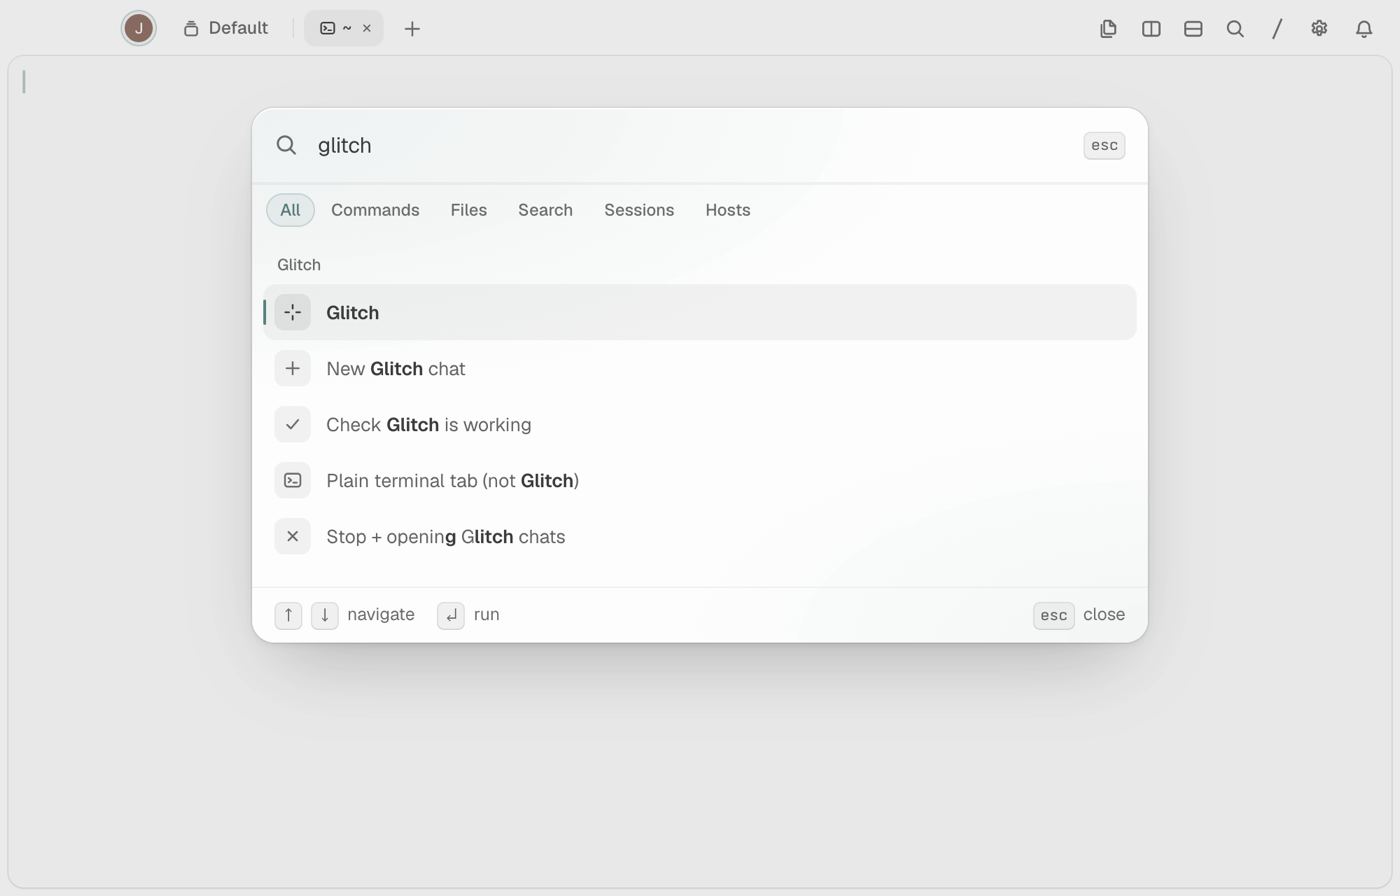 J Default ~
glitch esc
All Commands Files Search Sessions Hosts
Glitch
Glitch
New Glitch chat
Check Glitch is working
Plain terminal tab (not Glitch)
Stop + opening Glitch chats
↑ ↓ navigate ↵ run esc close